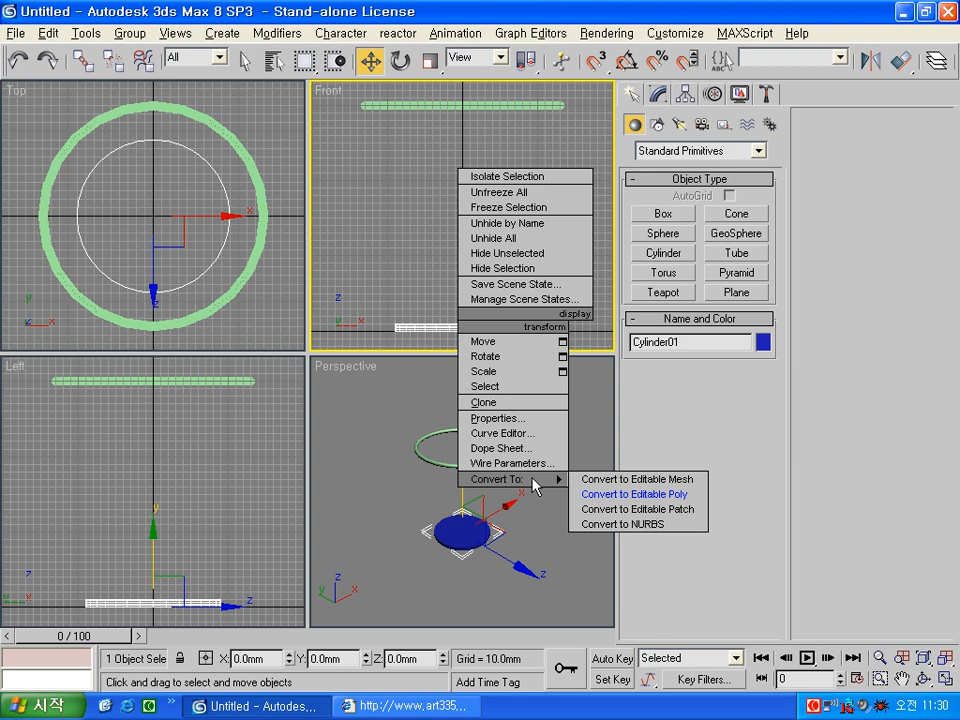 Untitled - Autodesk 3ds Max 8 SP3 - Stand-alone License
File Edit Tools Group Views Create Modifiers Character reactor Animation Graph Editors Rendering Customize MAXScript Help
All
View
Top
Front
Left
Perspective
Isolate Selection
Unfreeze All
Freeze Selection
Unhide by Name
Unhide All
Hide Unselected
Hide Selection
Save Scene State...
Manage Scene States...
display
transform
Move
Rotate
Scale
Select
Clone
Properties...
Curve Editor...
Dope Sheet...
Wire Parameters...
Convert To:
Convert to Editable Mesh
Convert to Editable Poly
Convert to Editable Patch
Convert to NURBS
Standard Primitives
- Object Type
AutoGrid
Box Cone
Sphere GeoSphere
Cylinder Tube
Torus Pyramid
Teapot Plane
- Name and Color
Cylinder01
x
z
y
x
z
y
x
z
y
z
x
z
z
y x
< 0 / 100 >
1 Object Sele X: 0.0mm Y: 0.0mm Z: 0.0mm Grid = 10.0mm Auto Key Selected
Click and drag to select and move objects Add Time Tag Set Key Key Filters... 0
시작 Untitled - Autodes... http://www.art335,... 오전 11:30